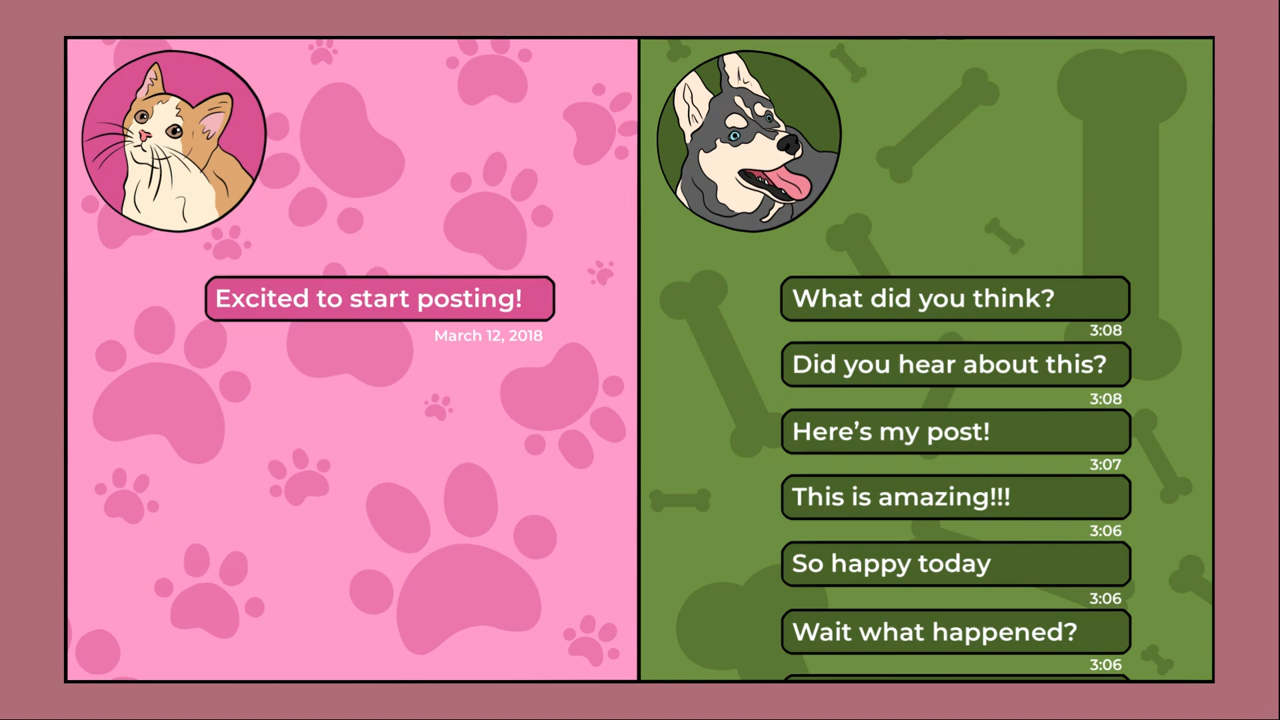 Excited to start posting!
March 12, 2018
What did you think?
3:08
Did you hear about this?
3:08
Here’s my post!
3:07
This is amazing!!!
3:06
So happy today
3:06
Wait what happened?
3:06